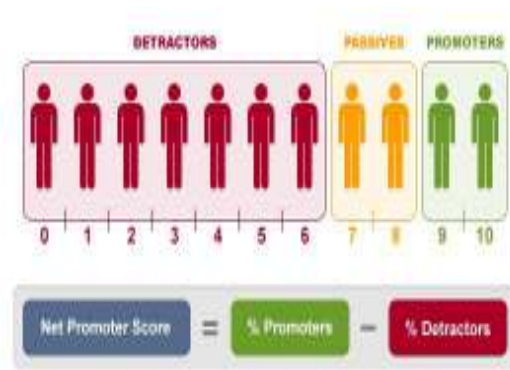 DETRACTORS PASSIVES PROMOTERS
0 1 2 3 4 5 6 7 8 9 10
Net Promoter Score = % Promoters – % Detractors